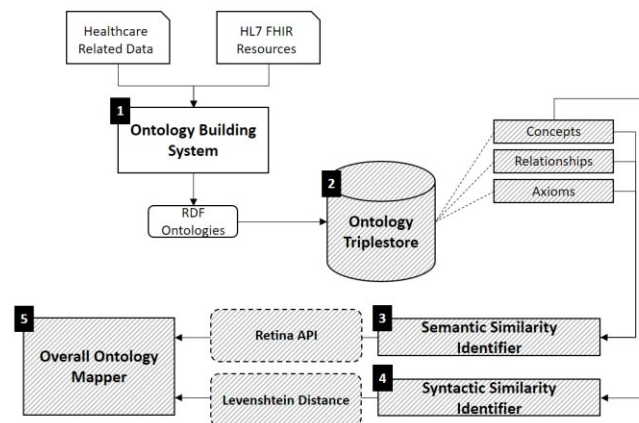 Healthcare
Related Data
HL7 FHIR
Resources
1
Ontology Building
System
RDF
Ontologies
2
Ontology
Triplestore
Concepts
Relationships
Axioms
3
Semantic Similarity
Identifier
Retina API
4
Syntactic Similarity
Identifier
Levenshtein Distance
5
Overall Ontology
Mapper